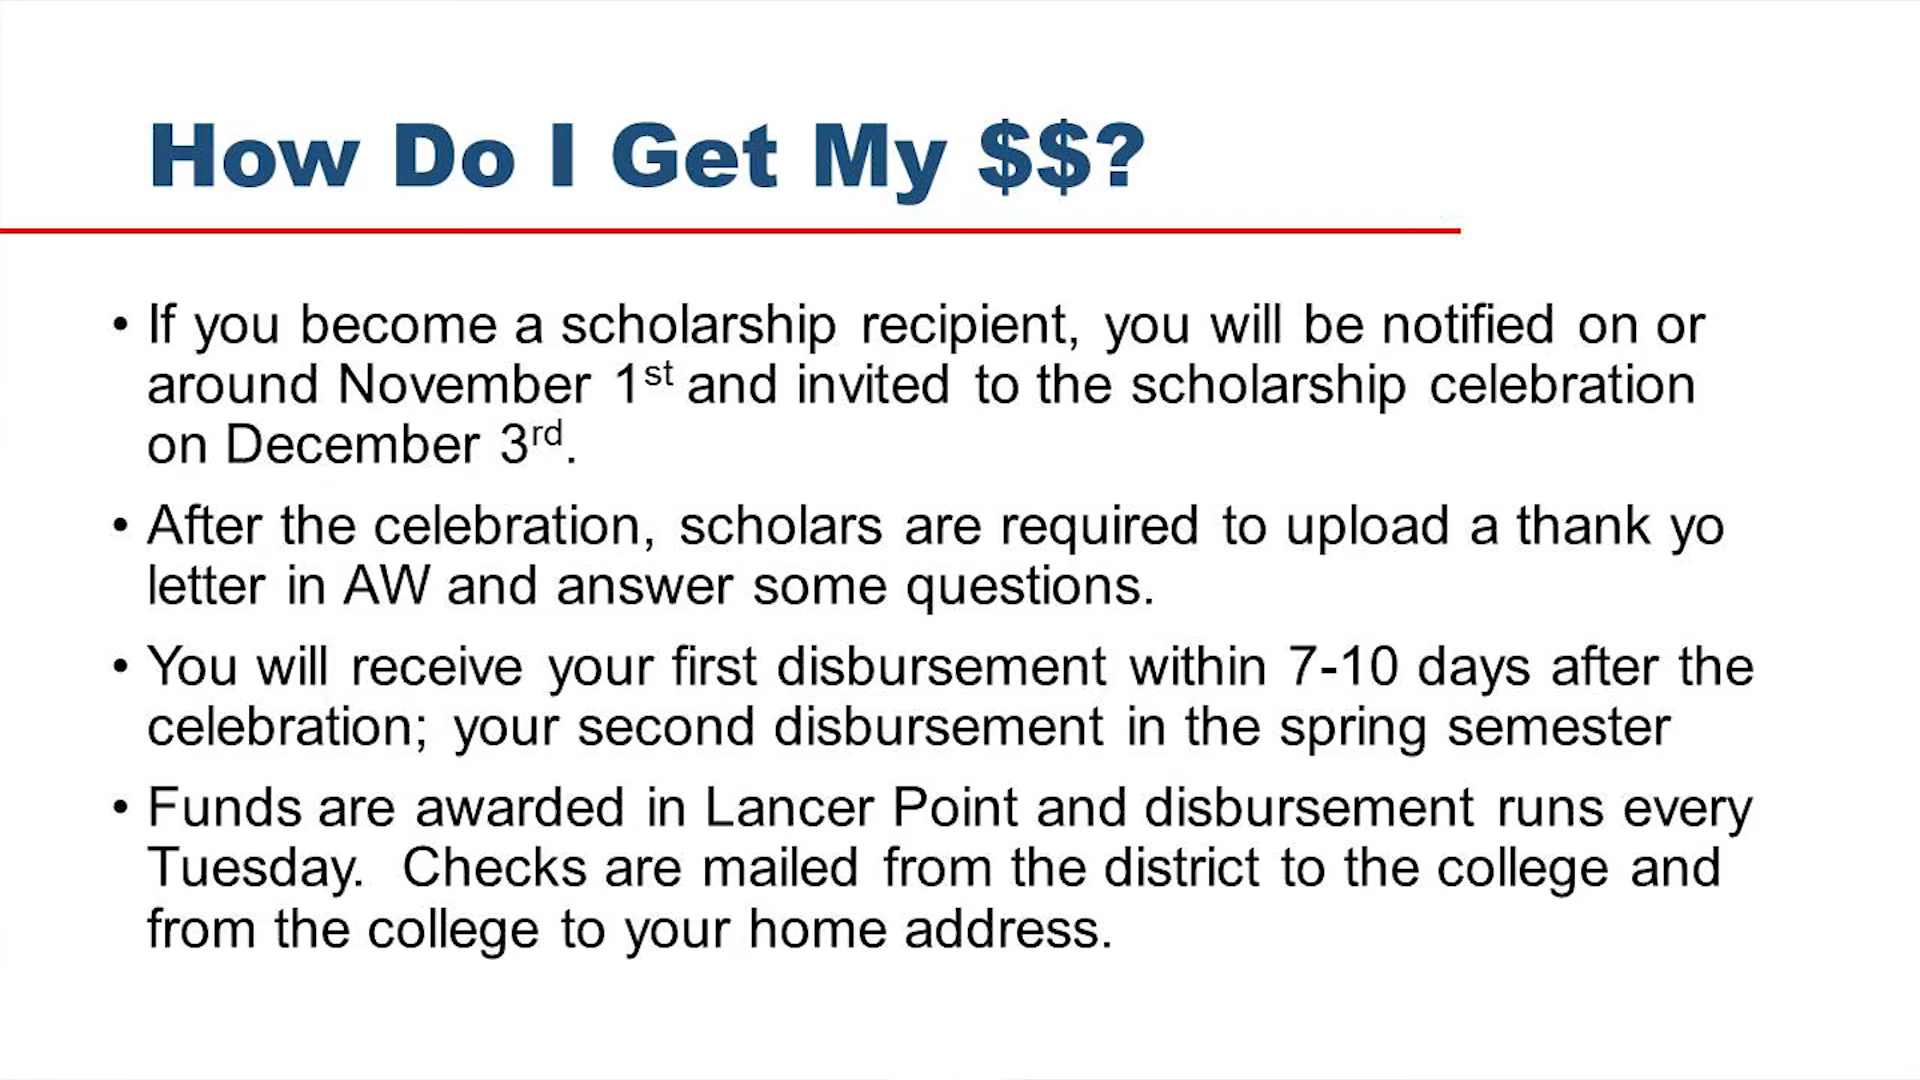 How Do I Get My $$?
• If you become a scholarship recipient, you will be notified on or
around November 1st and invited to the scholarship celebration
on December 3rd.
• After the celebration, scholars are required to upload a thank yo
letter in AW and answer some questions.
• You will receive your first disbursement within 7-10 days after the
celebration; your second disbursement in the spring semester
• Funds are awarded in Lancer Point and disbursement runs every
Tuesday.  Checks are mailed from the district to the college and
from the college to your home address.